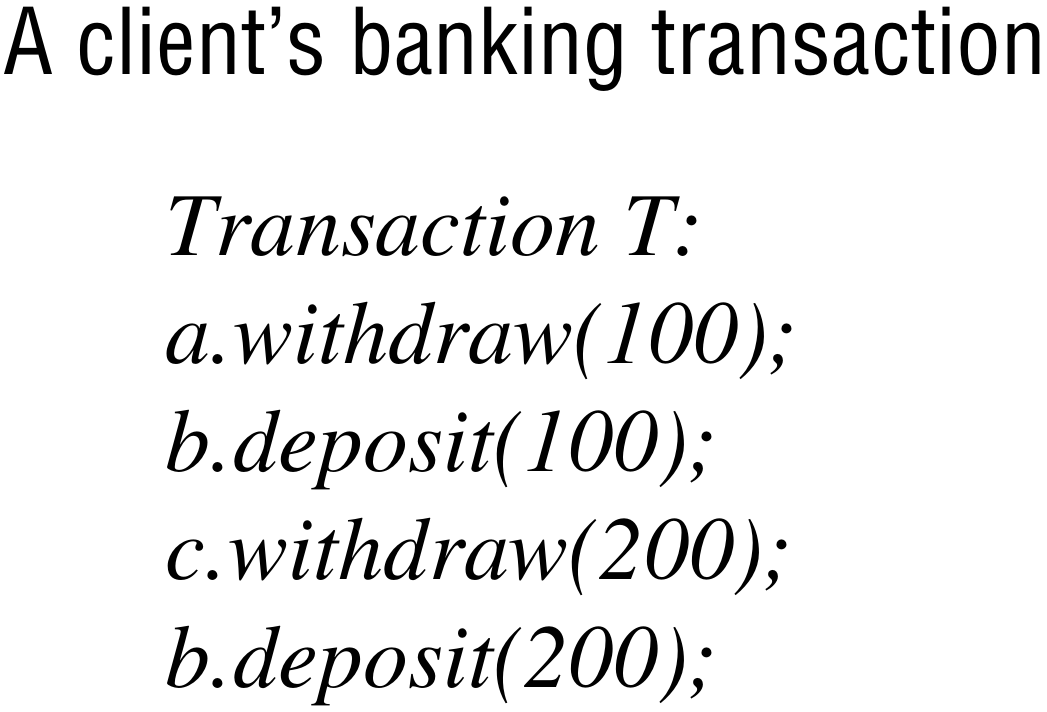 A client’s banking transaction
Transaction T:
a.withdraw(100);
b.deposit(100);
c.withdraw(200);
b.deposit(200);